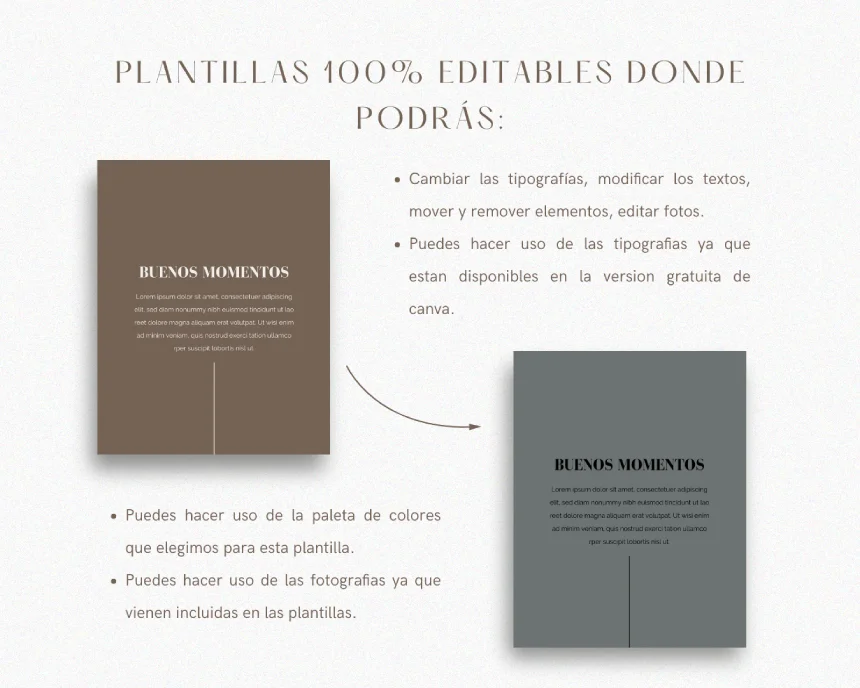 PLANTILLAS 100% EDITABLES DONDE
PODRÁS:
• Cambiar las tipografías, modificar los textos,
mover y remover elementos, editar fotos.
• Puedes hacer uso de las tipografias ya que
estan disponibles en la version gratuita de
canva.
BUENOS MOMENTOS
Lorem ipsum dolor sit amet, consectetuer adipiscing
elit, sed diam nonummy nibh euismod tincidunt ut lao
reet dolore magna aliquam erat volutpat. Ut wisi enim
ad minim veniam, quis nostrud exerci tation ullamco
rper suscipit lobortis nisl ut
BUENOS MOMENTOS
Lorem ipsum dolor sit amet, consectetuer adipiscing
elit, sed diam nonummy nibh euismod tincidunt ut lao
reet dolore magna aliquam erat volutpat. Ut wisi enim
ad minim veniam, quis nostrud exerci tation ullamco
rper suscipit lobortis nisl ut
• Puedes hacer uso de la paleta de colores
que elegimos para esta plantilla.
• Puedes hacer uso de las fotografias ya que
vienen incluidas en las plantillas.